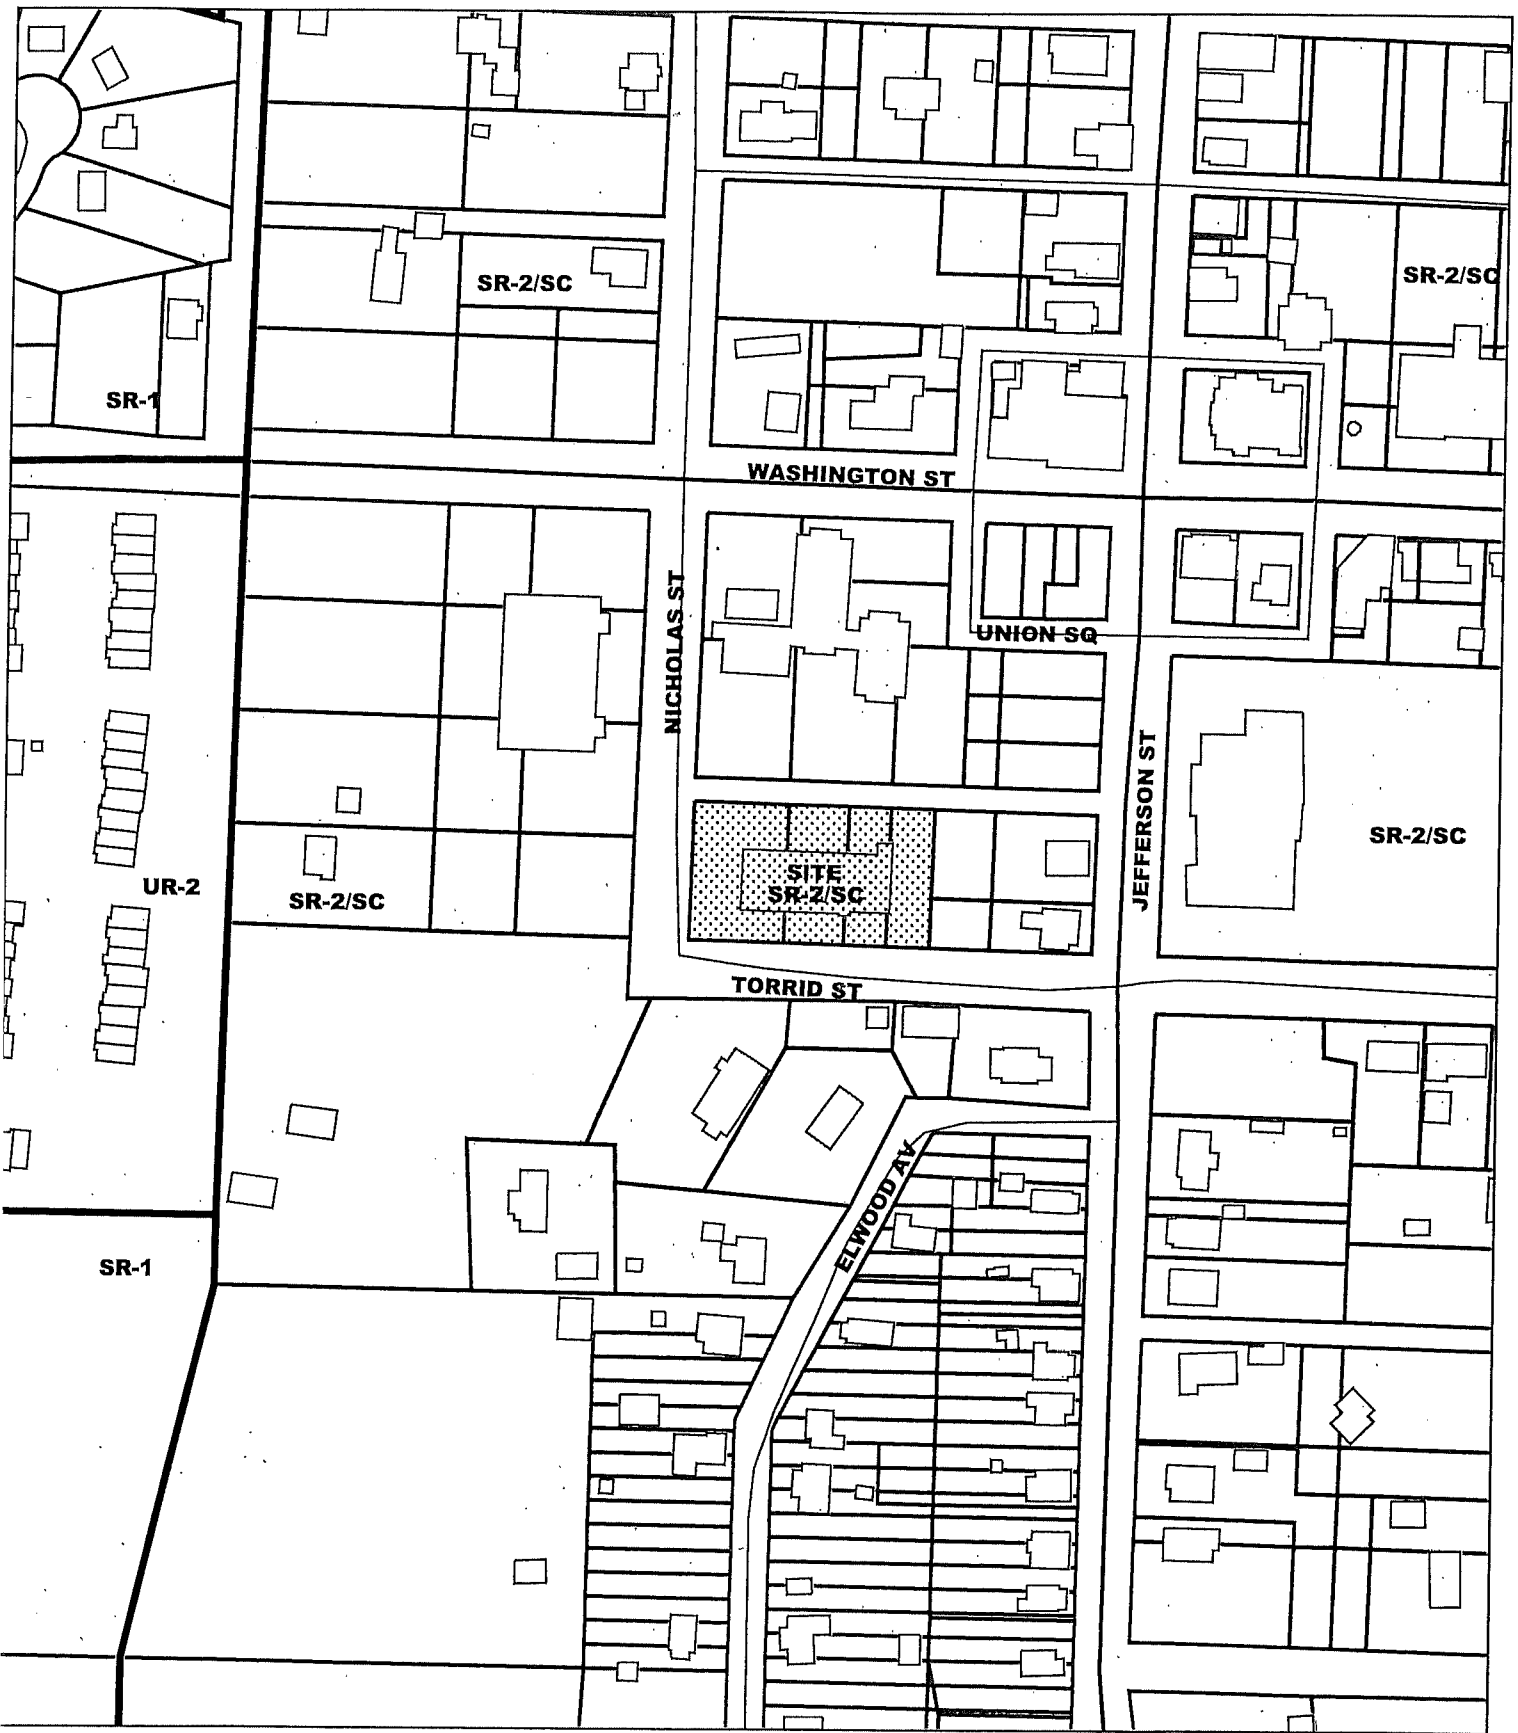 SR-2/SC
SR-2/SC
SR-1
WASHINGTON ST
NICHOLAS ST
UNION SQ
JEFFERSON ST
SR-2/SC
SITE
SR-2/SC
UR-2
SR-2/SC
TORRID ST
ELWOOD AV
SR-1